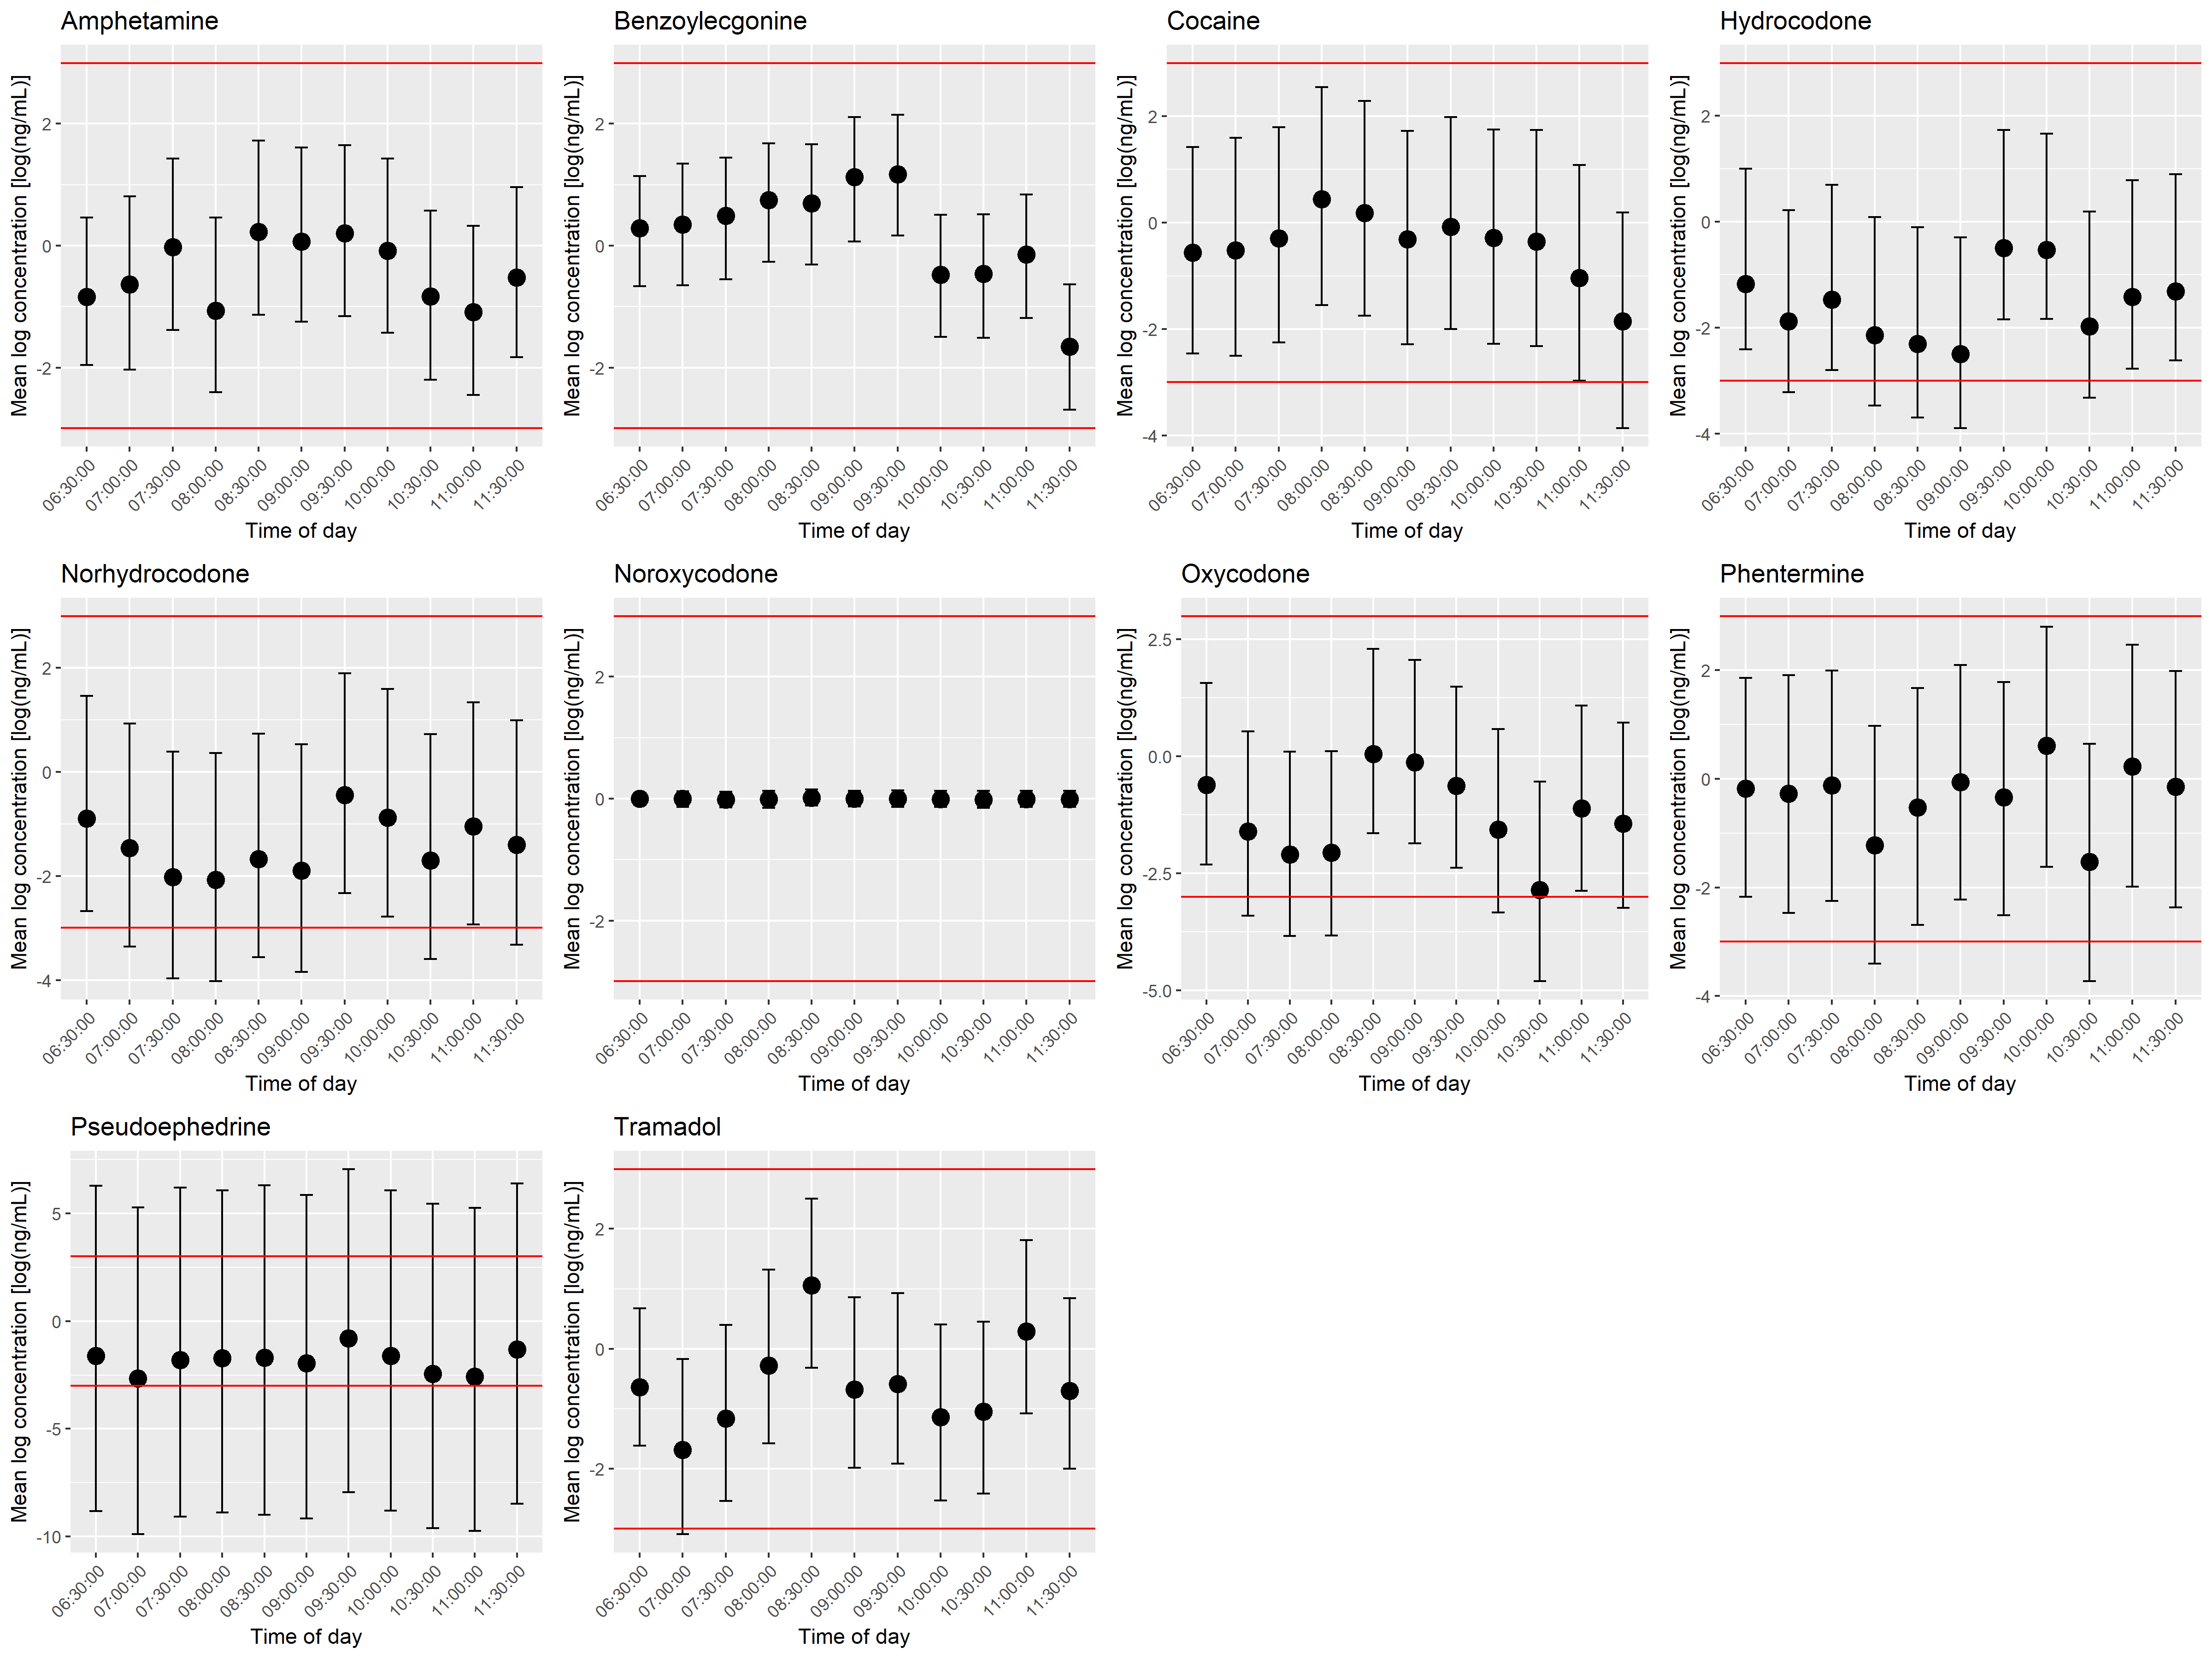 Amphetamine
Mean log concentration [log(ng/mL)]
2
0
-2
06:30:00 07:00:00 07:30:00 08:00:00 08:30:00 09:00:00 09:30:00 10:00:00 10:30:00 11:00:00 11:30:00
Time of day
Benzoylecgonine
Mean log concentration [log(ng/mL)]
2
0
-2
06:30:00 07:00:00 07:30:00 08:00:00 08:30:00 09:00:00 09:30:00 10:00:00 10:30:00 11:00:00 11:30:00
Time of day
Cocaine
Mean log concentration [log(ng/mL)]
2
0
-2
-4
06:30:00 07:00:00 07:30:00 08:00:00 08:30:00 09:00:00 09:30:00 10:00:00 10:30:00 11:00:00 11:30:00
Time of day
Hydrocodone
Mean log concentration [log(ng/mL)]
2
0
-2
-4
06:30:00 07:00:00 07:30:00 08:00:00 08:30:00 09:00:00 09:30:00 10:00:00 10:30:00 11:00:00 11:30:00
Time of day
Norhydrocodone
Mean log concentration [log(ng/mL)]
2
0
-2
-4
06:30:00 07:00:00 07:30:00 08:00:00 08:30:00 09:00:00 09:30:00 10:00:00 10:30:00 11:00:00 11:30:00
Time of day
Noroxycodone
Mean log concentration [log(ng/mL)]
2
0
-2
06:30:00 07:00:00 07:30:00 08:00:00 08:30:00 09:00:00 09:30:00 10:00:00 10:30:00 11:00:00 11:30:00
Time of day
Oxycodone
Mean log concentration [log(ng/mL)]
2.5
0.0
-2.5
-5.0
06:30:00 07:00:00 07:30:00 08:00:00 08:30:00 09:00:00 09:30:00 10:00:00 10:30:00 11:00:00 11:30:00
Time of day
Phentermine
Mean log concentration [log(ng/mL)]
2
0
-2
-4
06:30:00 07:00:00 07:30:00 08:00:00 08:30:00 09:00:00 09:30:00 10:00:00 10:30:00 11:00:00 11:30:00
Time of day
Pseudoephedrine
Mean log concentration [log(ng/mL)]
5
0
-5
-10
06:30:00 07:00:00 07:30:00 08:00:00 08:30:00 09:00:00 09:30:00 10:00:00 10:30:00 11:00:00 11:30:00
Time of day
Tramadol
Mean log concentration [log(ng/mL)]
2
0
-2
06:30:00 07:00:00 07:30:00 08:00:00 08:30:00 09:00:00 09:30:00 10:00:00 10:30:00 11:00:00 11:30:00
Time of day